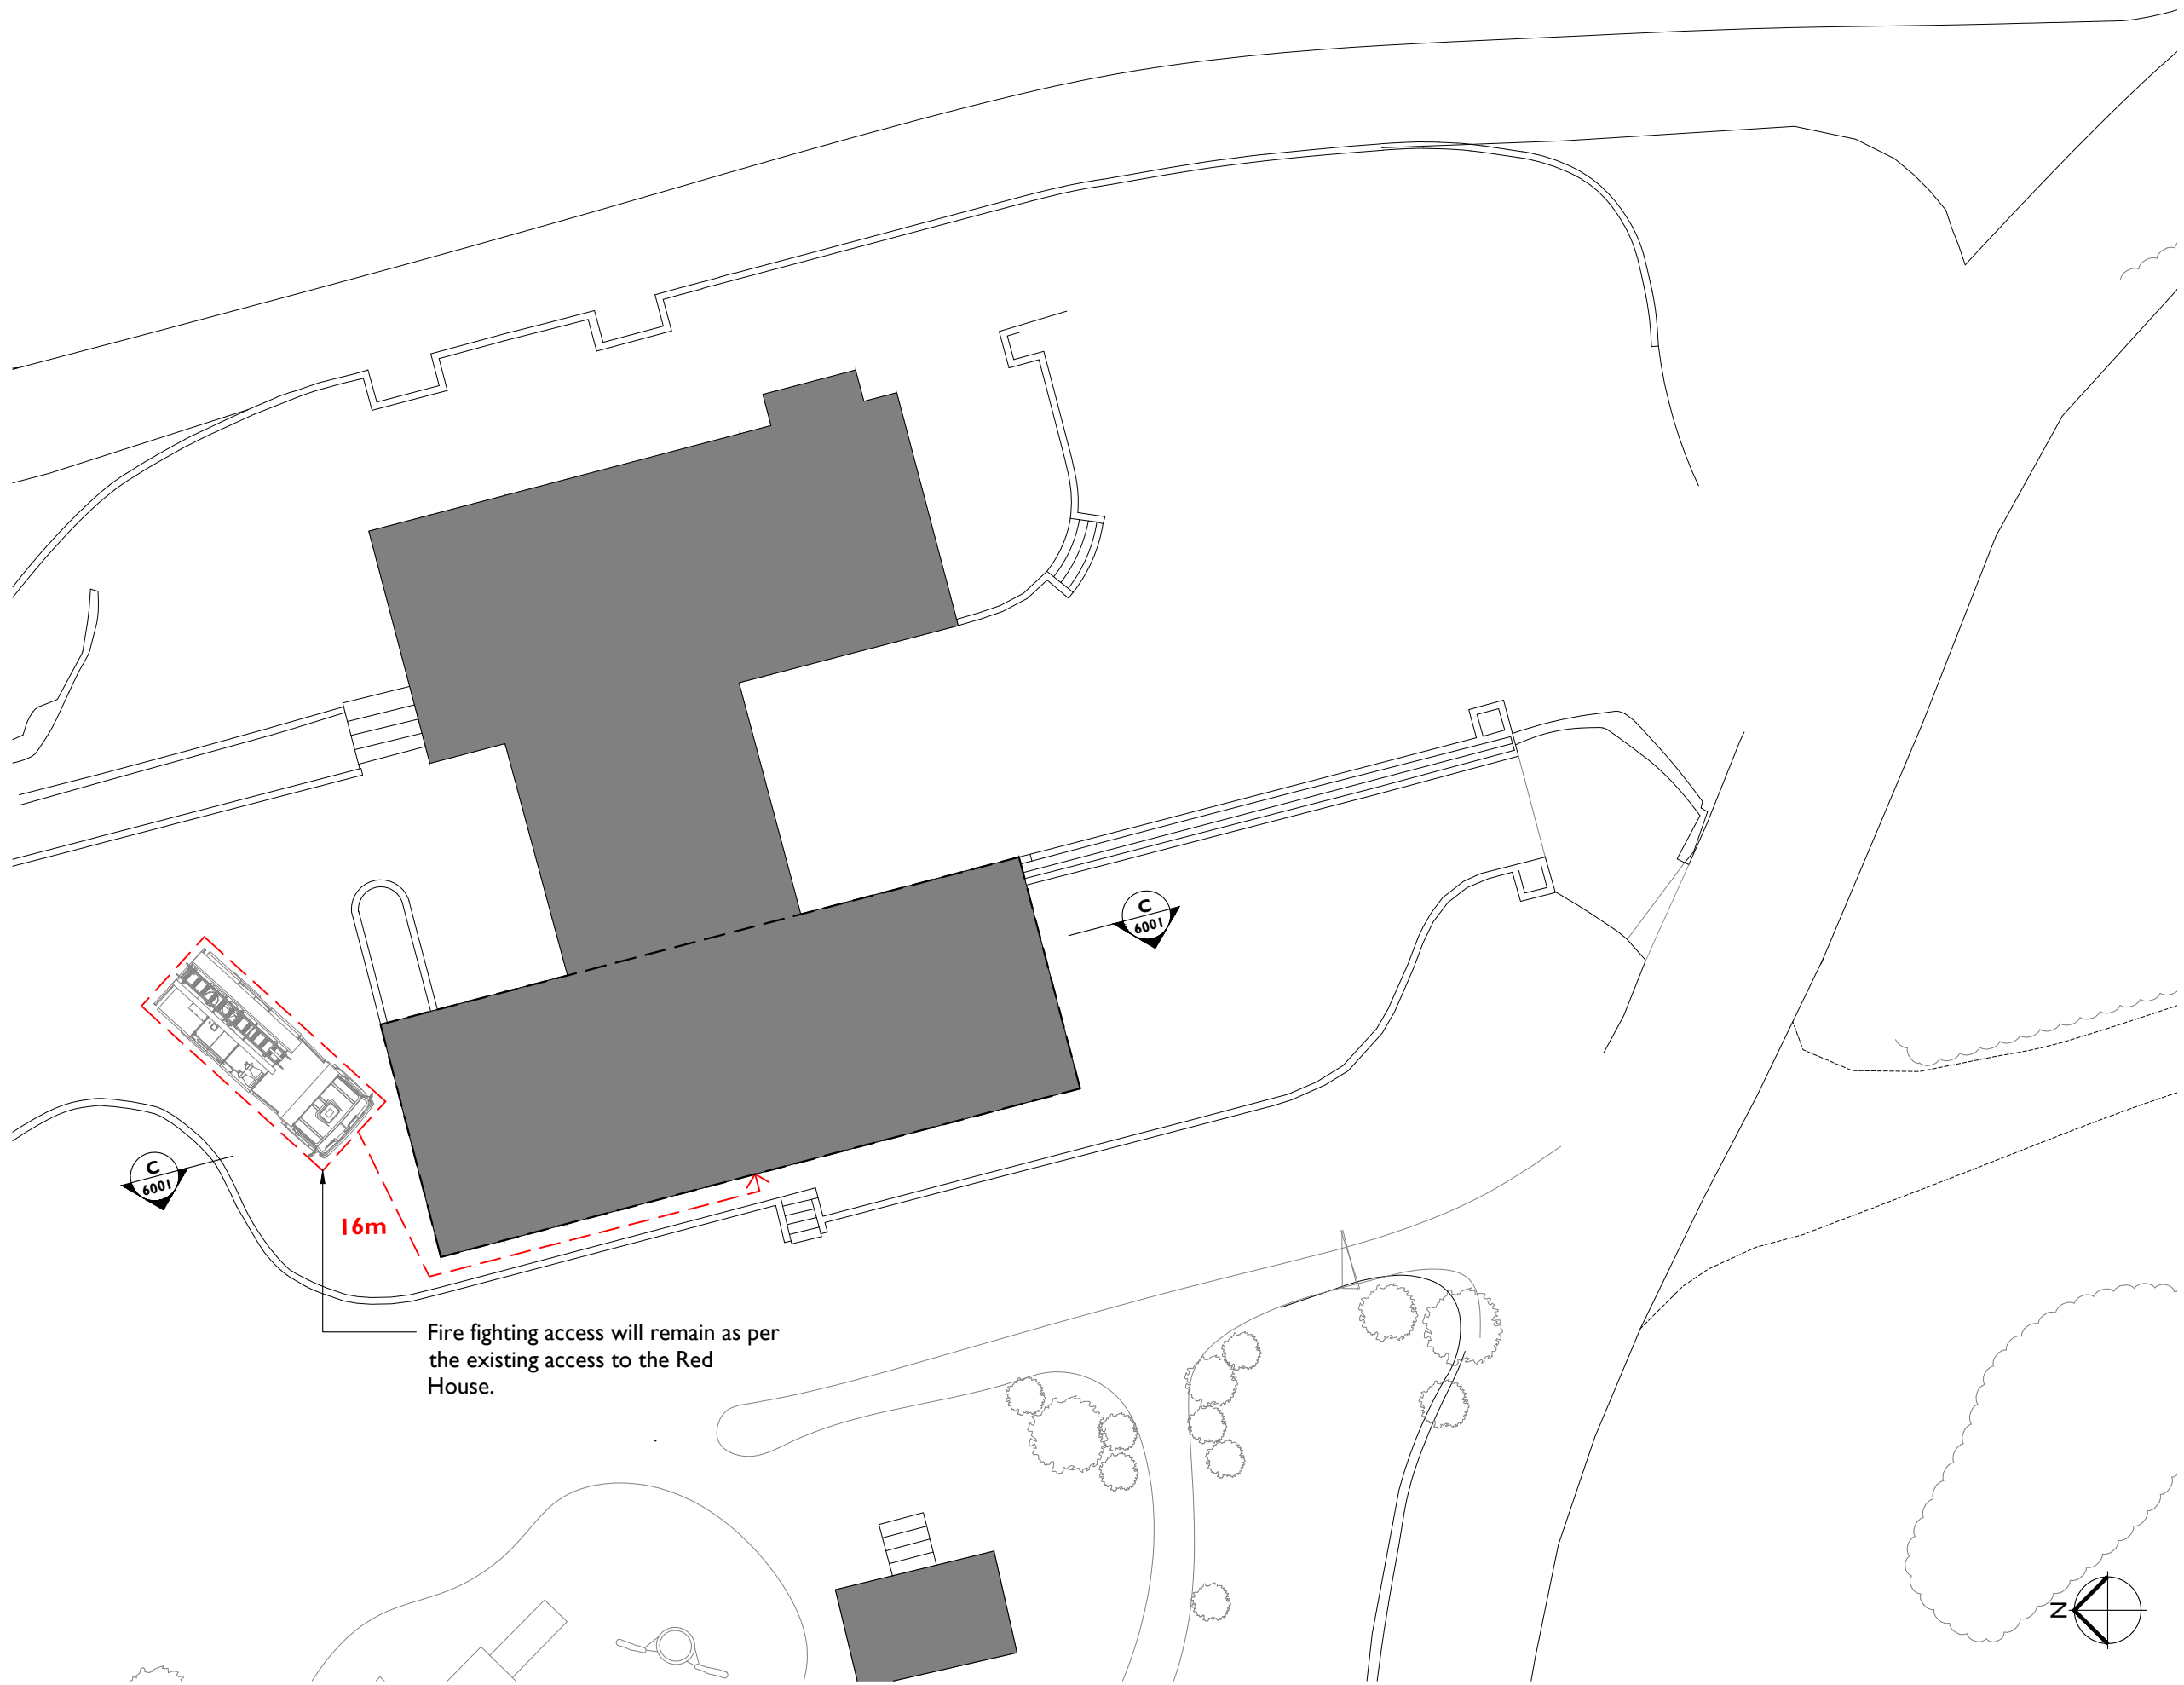 C
6001
C
6001
16m
Fire fighting access will remain as per
the existing access to the Red
House.
N